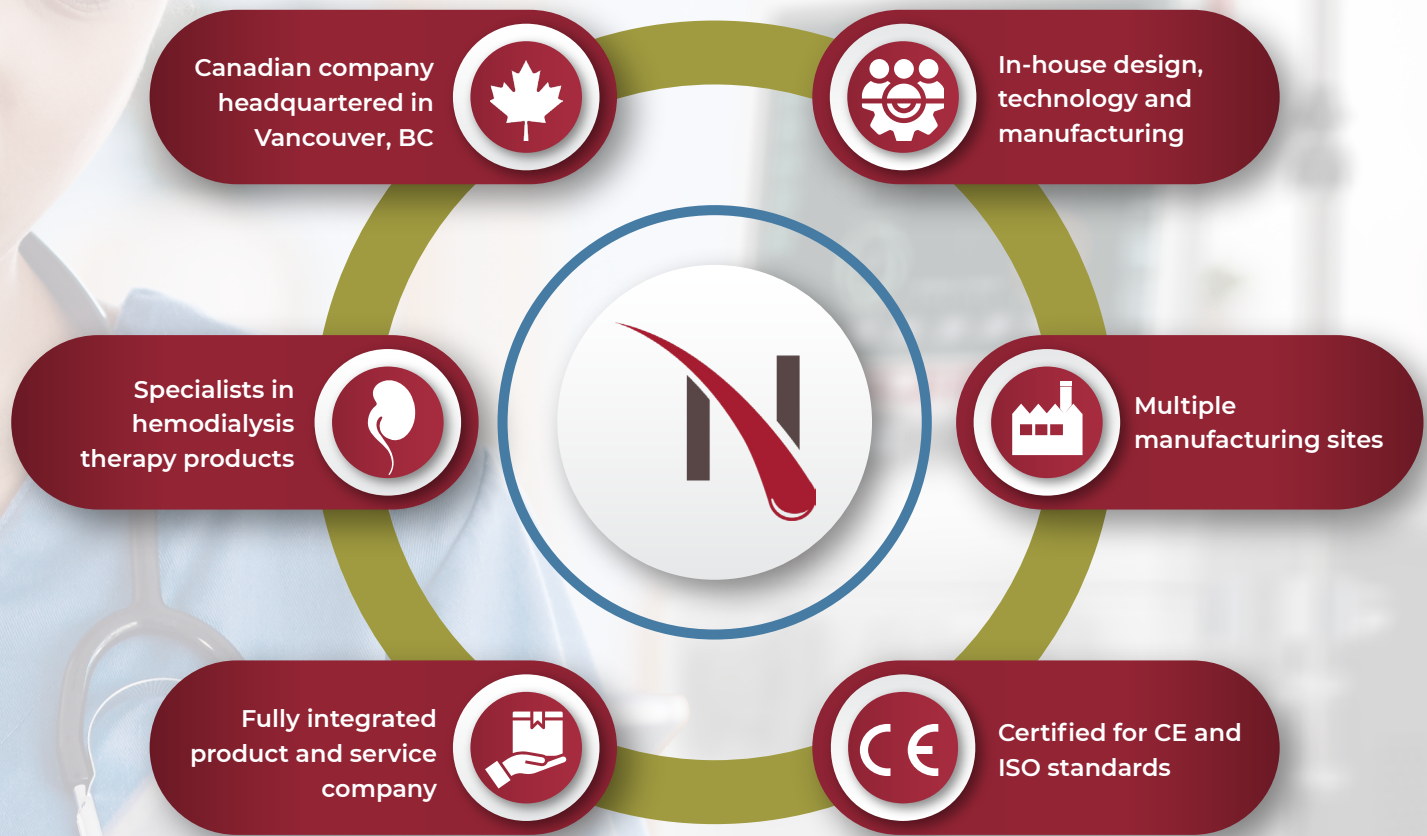 Canadian company
headquartered in
Vancouver, BC
In-house design,
technology and
manufacturing
Specialists in
hemodialysis
therapy products
N
Multiple
manufacturing sites
Fully integrated
product and service
company
CE
Certified for CE and
ISO standards